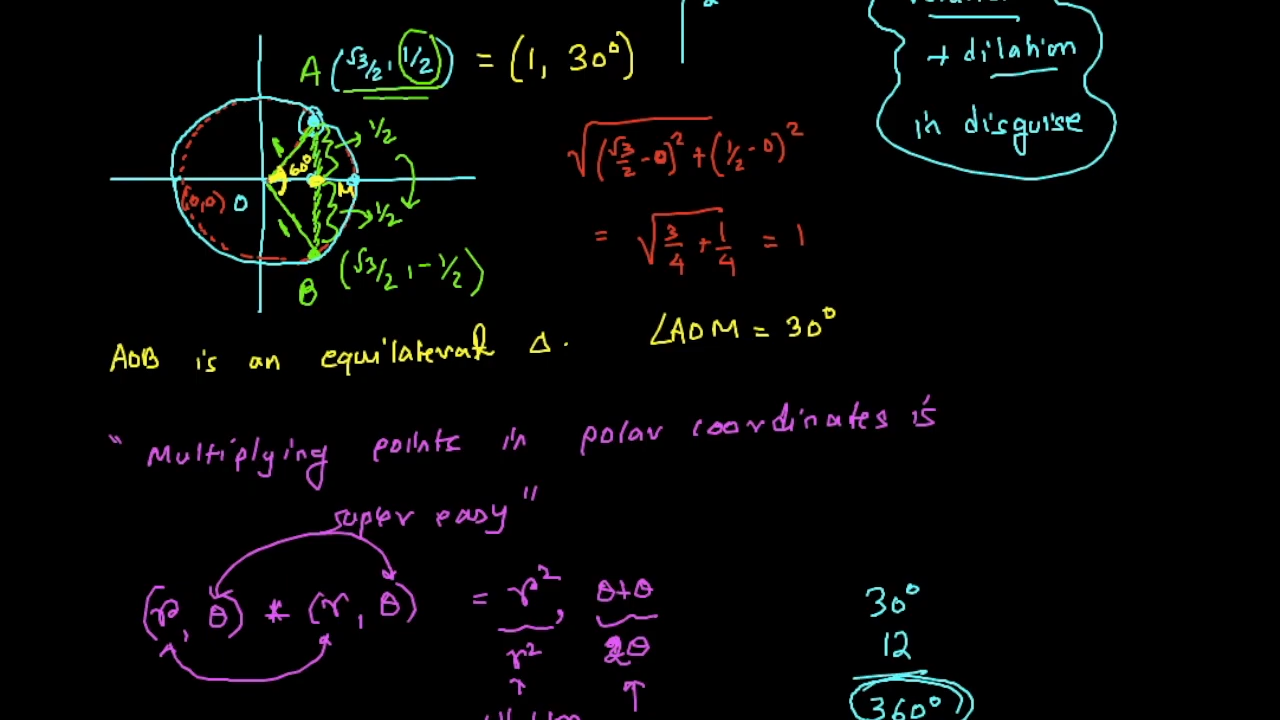 A (√3/2, 1/2) = (1, 30°)
+ dilation
in disguise
1/2
60°
M
(0,0) O
1/2
B (√3/2, -1/2)
√(√3/2 - 0)² + (1/2 - 0)²
= √3/4 + 1/4 = 1
AOB is an equilateral Δ. ∠AOM = 30°
" Multiplying points in polar coordinates is
super easy "
(r, θ) * (r, θ) = r², θ+θ
r² 2θ
30°
12
360°